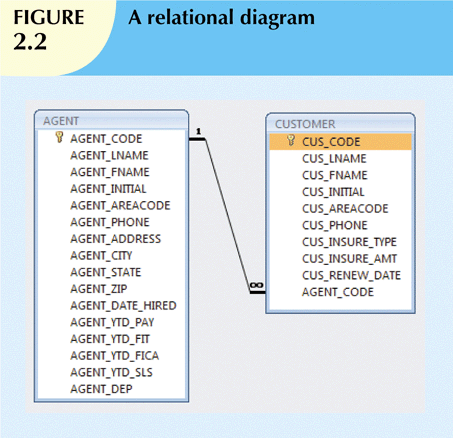 FIGURE
2.2
A relational diagram
AGENT
AGENT_CODE
AGENT_LNAME
AGENT_FNAME
AGENT_INITIAL
AGENT_AREACODE
AGENT_PHONE
AGENT_ADDRESS
AGENT_CITY
AGENT_STATE
AGENT_ZIP
AGENT_DATE_HIRED
AGENT_YTD_PAY
AGENT_YTD_FIT
AGENT_YTD_FICA
AGENT_YTD_SLS
AGENT_DEP
1
∞
CUSTOMER
CUS_CODE
CUS_LNAME
CUS_FNAME
CUS_INITIAL
CUS_AREACODE
CUS_PHONE
CUS_INSURE_TYPE
CUS_INSURE_AMT
CUS_RENEW_DATE
AGENT_CODE